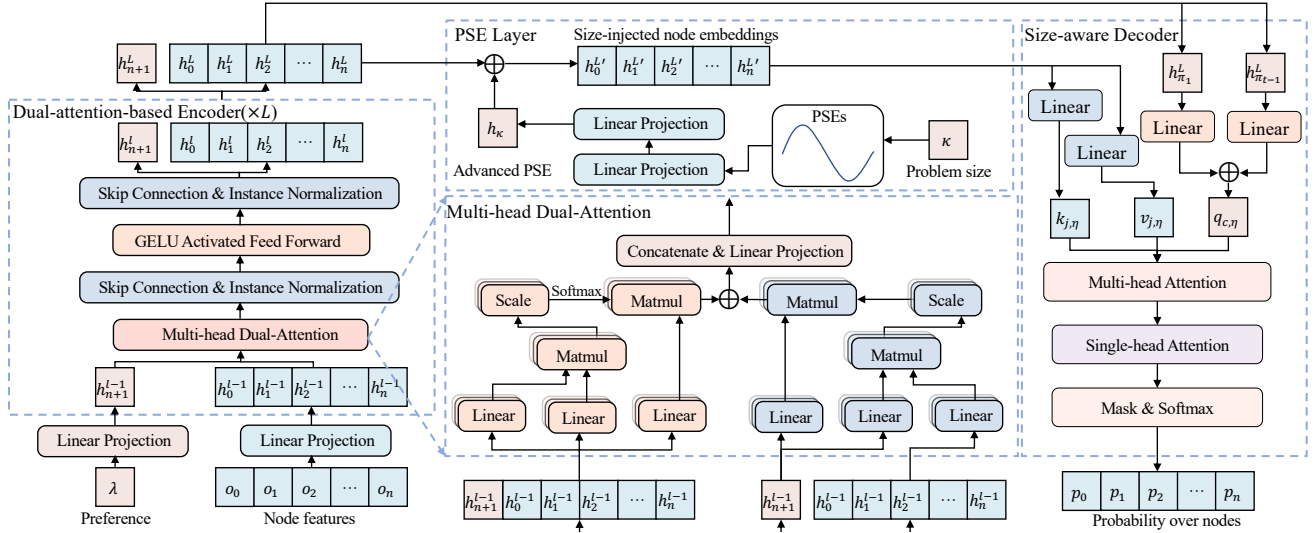 h_{n+1}^L h_0^L h_1^L h_2^L ⋯ h_n^L
Dual-attention-based Encoder(×L)
h_{n+1}^l h_0^l h_1^l h_2^l ⋯ h_n^l
Skip Connection & Instance Normalization
GELU Activated Feed Forward
Skip Connection & Instance Normalization
Multi-head Dual-Attention
h_{n+1}^{l-1} h_0^{l-1} h_1^{l-1} h_2^{l-1} ⋯ h_n^{l-1}
Linear Projection Linear Projection
λ o_0 o_1 o_2 ⋯ o_n
Preference Node features
PSE Layer
Size-injected node embeddings
h_0^{L'} h_1^{L'} h_2^{L'} ⋯ h_n^{L'}
h_κ Linear Projection
PSEs
κ
Advanced PSE Linear Projection
Problem size
Multi-head Dual-Attention
Concatenate & Linear Projection
Scale Softmax Matmul Matmul Scale
Matmul Matmul
Linear Linear Linear Linear Linear Linear
h_{n+1}^{l-1} h_0^{l-1} h_1^{l-1} h_2^{l-1} ⋯ h_n^{l-1}
h_{n+1}^{l-1} h_0^{l-1} h_1^{l-1} h_2^{l-1} ⋯ h_n^{l-1}
Size-aware Decoder
h_{π_1}^L h_{π_{t-1}}^L
Linear
Linear Linear
Linear
k_{j,η} v_{j,η} q_{c,η}
Multi-head Attention
Single-head Attention
Mask & Softmax
p_0 p_1 p_2 ⋯ p_n
Probability over nodes